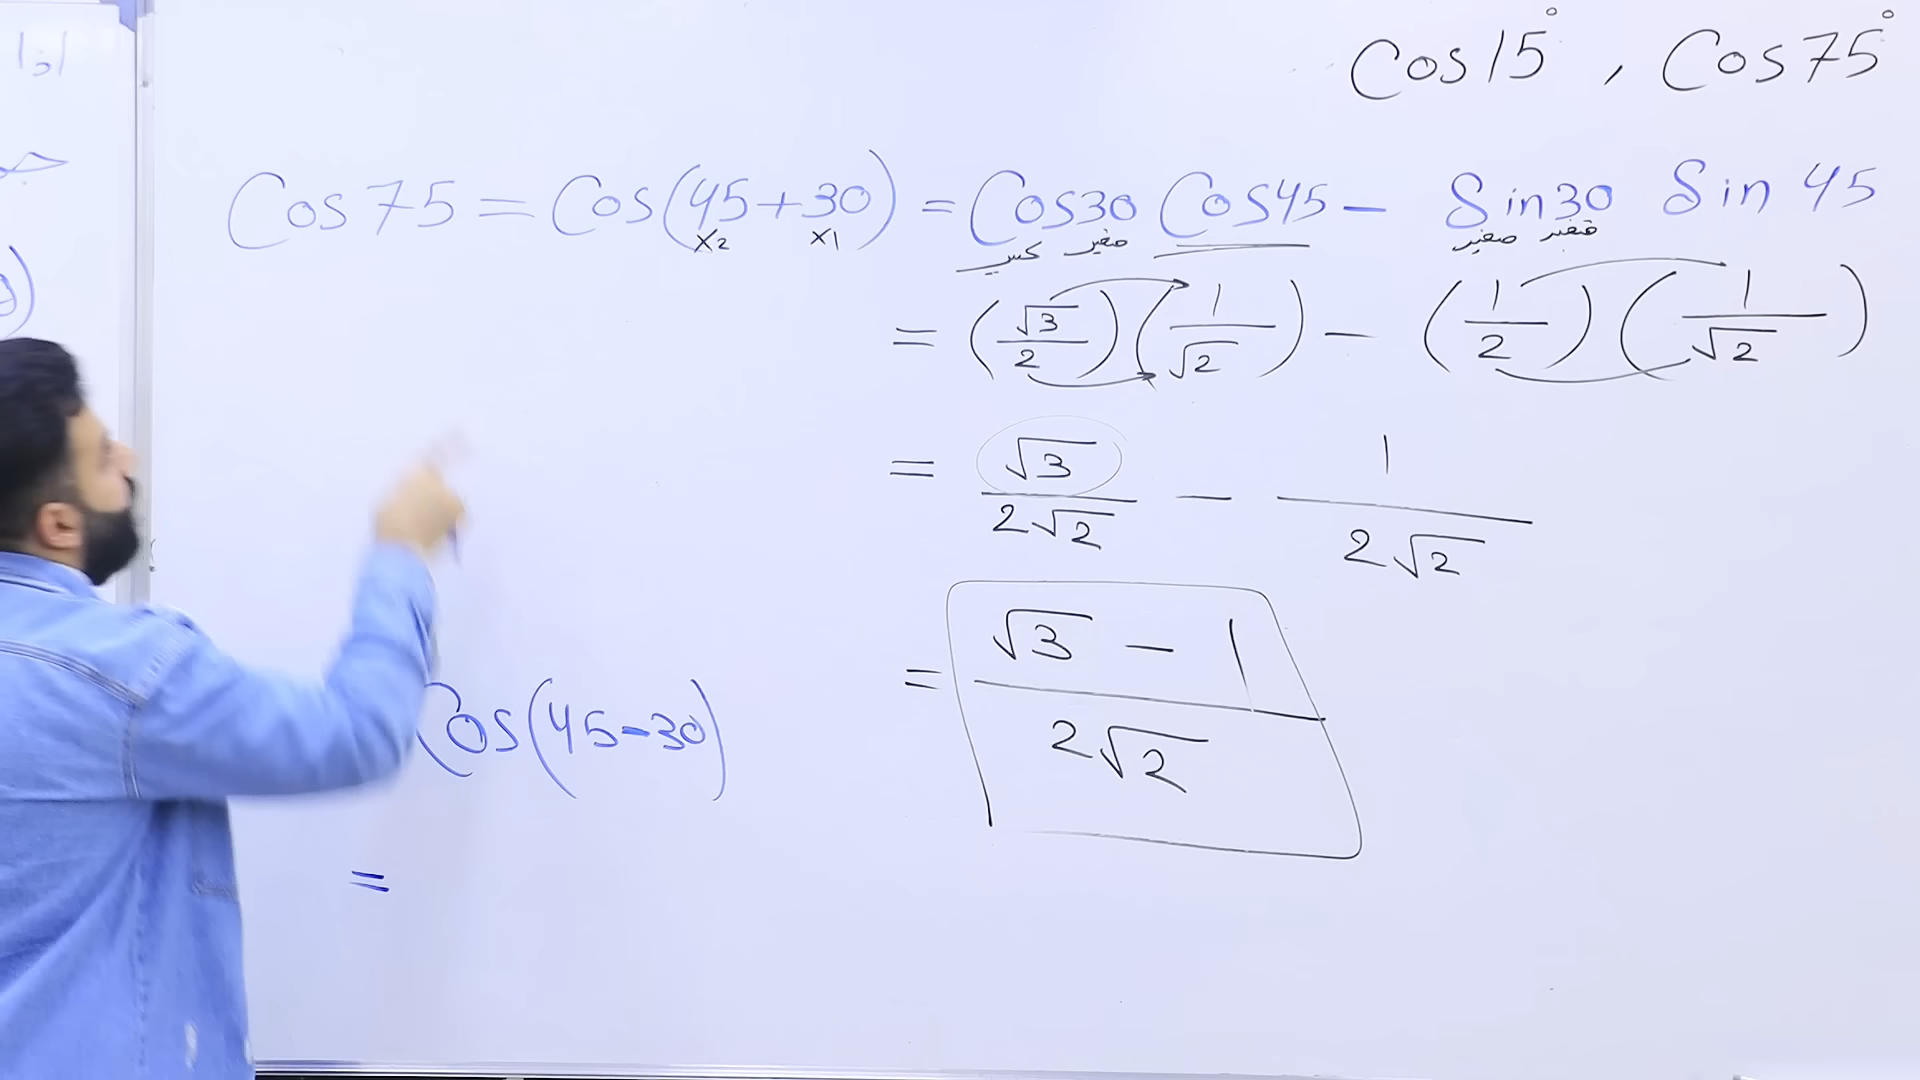 Cos15° , Cos75°
Cos75 = Cos(45+30) = Cos30 Cos45 - Sin30 Sin 45
x2 x1
= (√3/2)(1/√2) - (1/2)(1/√2)
= √3/2√2 - 1/2√2
= √3 - 1/2√2
Cos(45-30)
=